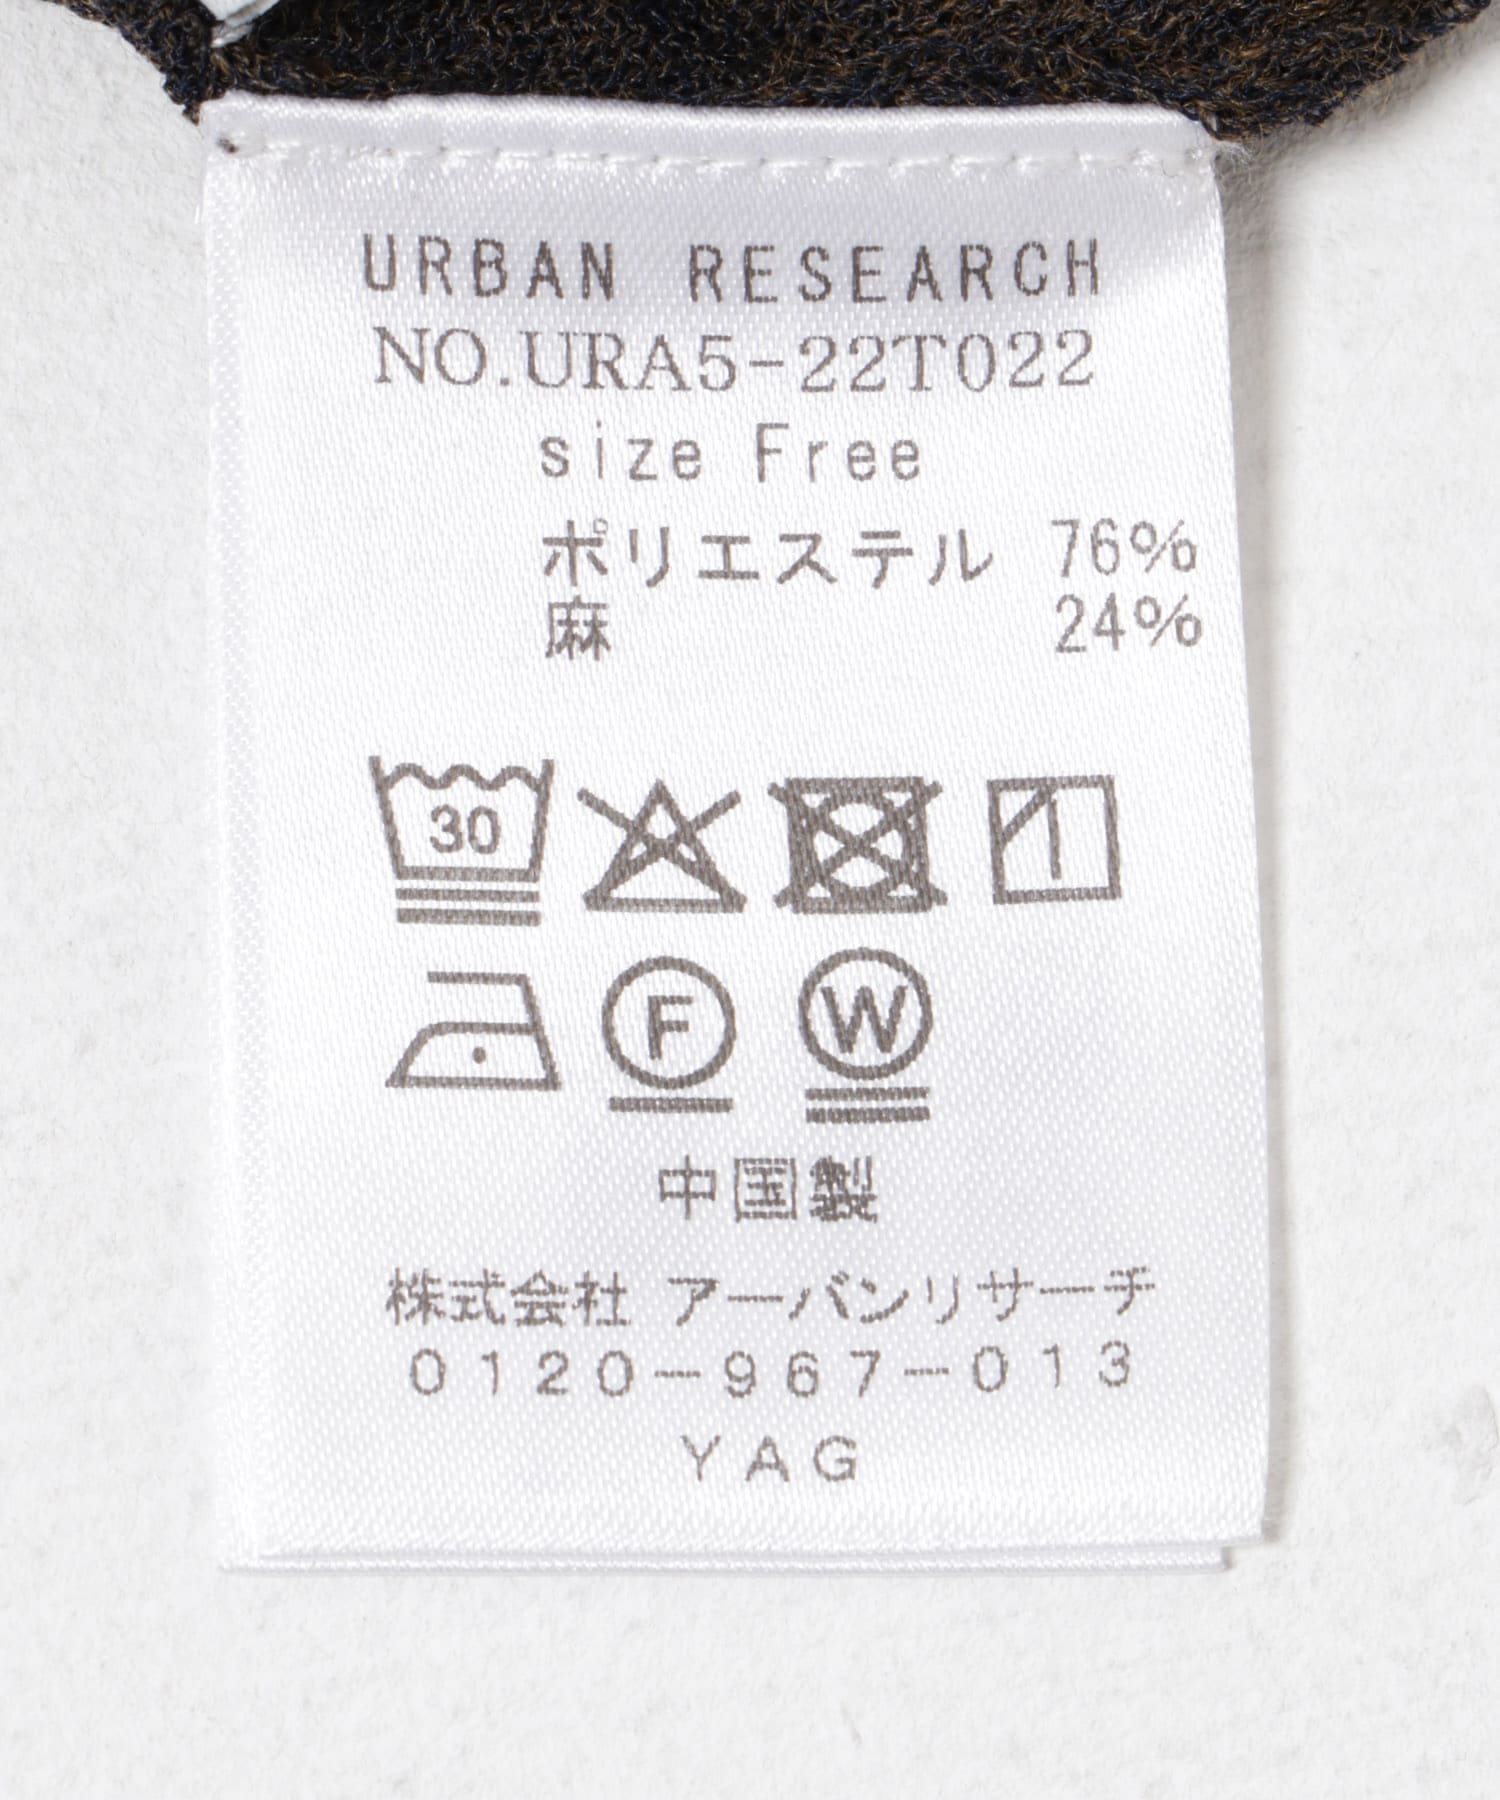 URBAN RESEARCH
NO.URA5-22T022
size Free
ポリエステル 76%
麻 24%
30
F
W
中国製
株式会社 アーバンリサーチ
0120-967-013
YAG